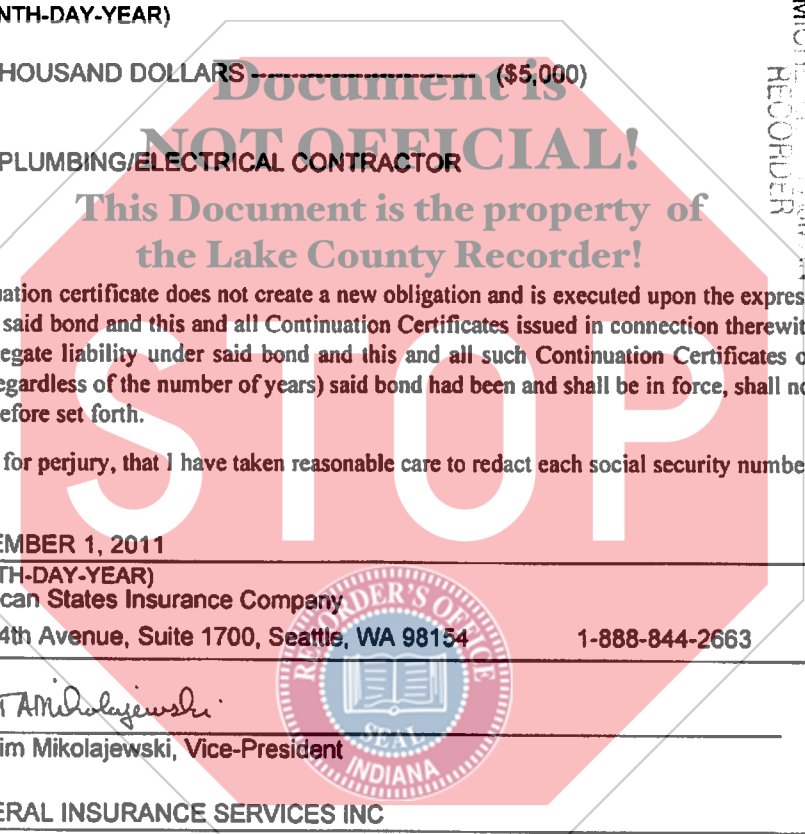 NTH-DAY-YEAR)
HOUSAND DOLLARS ------------------------ ($5,000)
Document is
NOT OFFICIAL!
PLUMBING/ELECTRICAL CONTRACTOR
This Document is the property of
the Lake County Recorder!
RECORDER
uation certificate does not create a new obligation and is executed upon the expres
said bond and this and all Continuation Certificates issued in connection therewit
egate liability under said bond and this and all such Continuation Certificates o
egardless of the number of years) said bond had been and shall be in force, shall no
efore set forth.
STOP
for perjury, that I have taken reasonable care to redact each social security numbe
EMBER 1, 2011
TH-DAY-YEAR)
can States Insurance Company
4th Avenue, Suite 1700, Seattle, WA 98154 1-888-844-2663
RECORDER'S OFFICE
SEAL
INDIANA
TAMikolajewski
im Mikolajewski, Vice-President
ERAL INSURANCE SERVICES INC